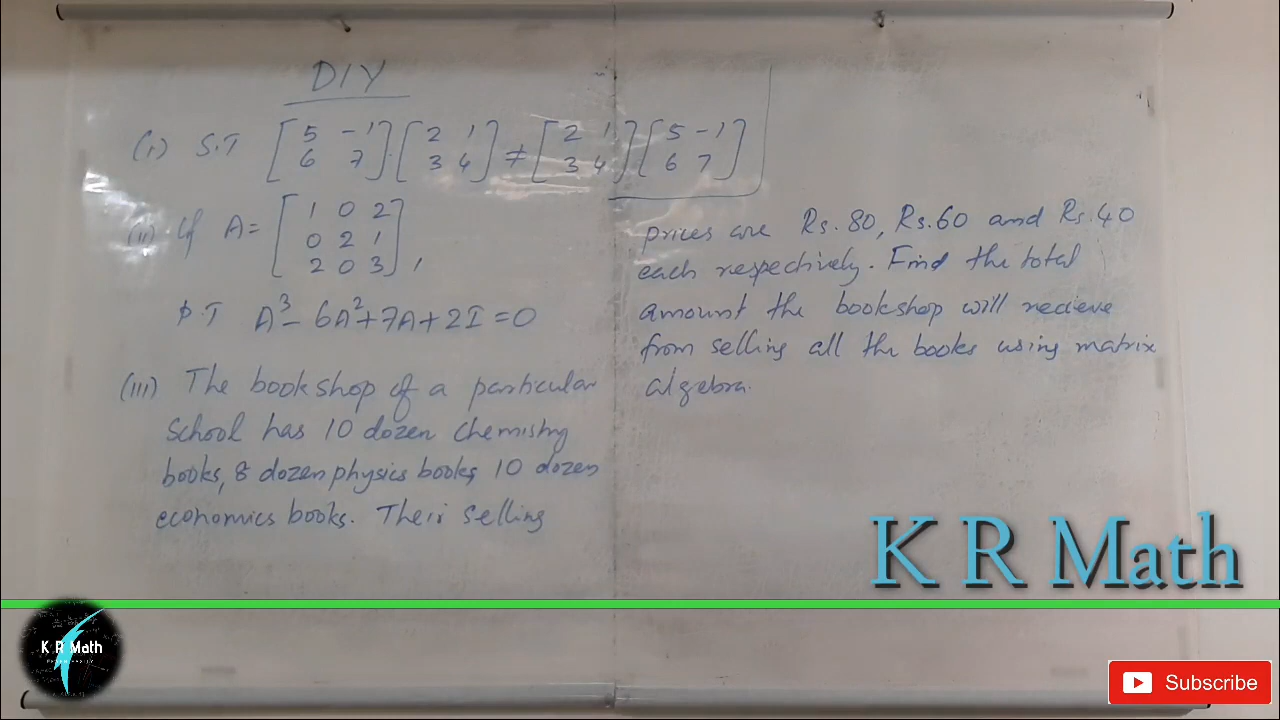 DIY
(i) S.T [5 -1 6 7] [2 1 3 4] ≠ [2 1 3 4] [5 -1 6 7]
(ii) If A = [1 0 2
0 2 1
2 0 3],
P.T A³ - 6A² + 7A + 2I = 0
(III) The bookshop of a particular
School has 10 dozen chemistry
books, 8 dozen physics books, 10 dozen
economics books. Their selling
prices are Rs. 80, Rs. 60 and Rs. 40
each respectively. Find the total
amount the bookshop will recieve
from selling all the books using matrix
algebra.
K R Math
K R Math
Subscribe